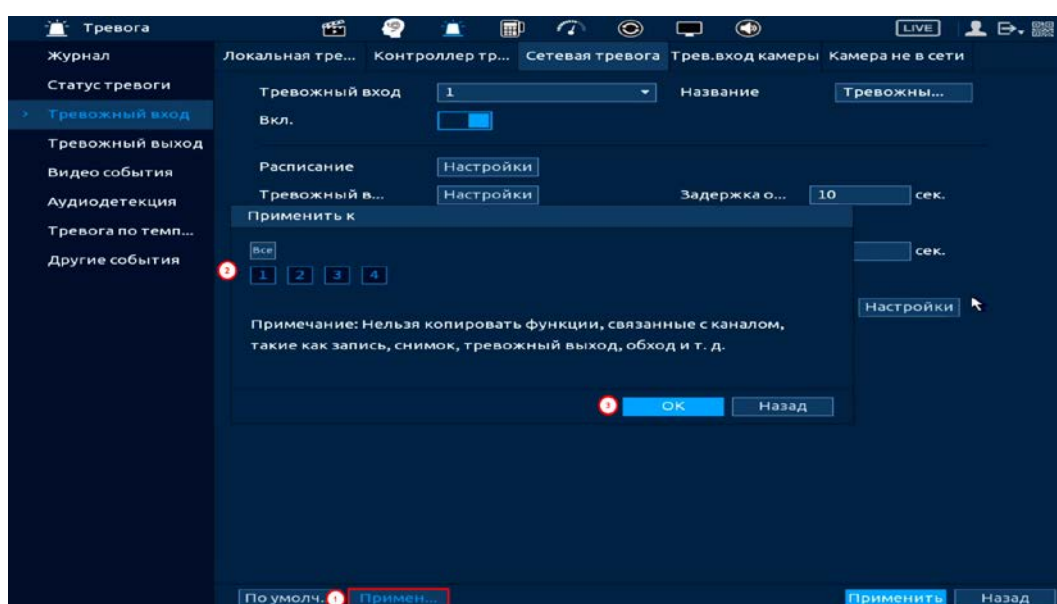 Тревога
LIVE
Журнал
Статус тревоги
Тревожный вход
Тревожный выход
Видео события
Аудиодетекция
Тревога по темп...
Другие события
Локальная тре... Контроллер тр... Сетевая тревога Трев.вход камеры Камера не в сети
Тревожный вход 1 Название Тревожны...
Вкл.
Расписание Настройки
Тревожный в... Настройки Задержка о... 10 сек.
Применить к
Все
сек.
2 1 2 3 4
Настройки
Примечание: Нельзя копировать функции, связанные с каналом,
такие как запись, снимок, тревожный выход, обход и т. д.
3 OK Назад
По умолч. 1 Примен... Применить Назад